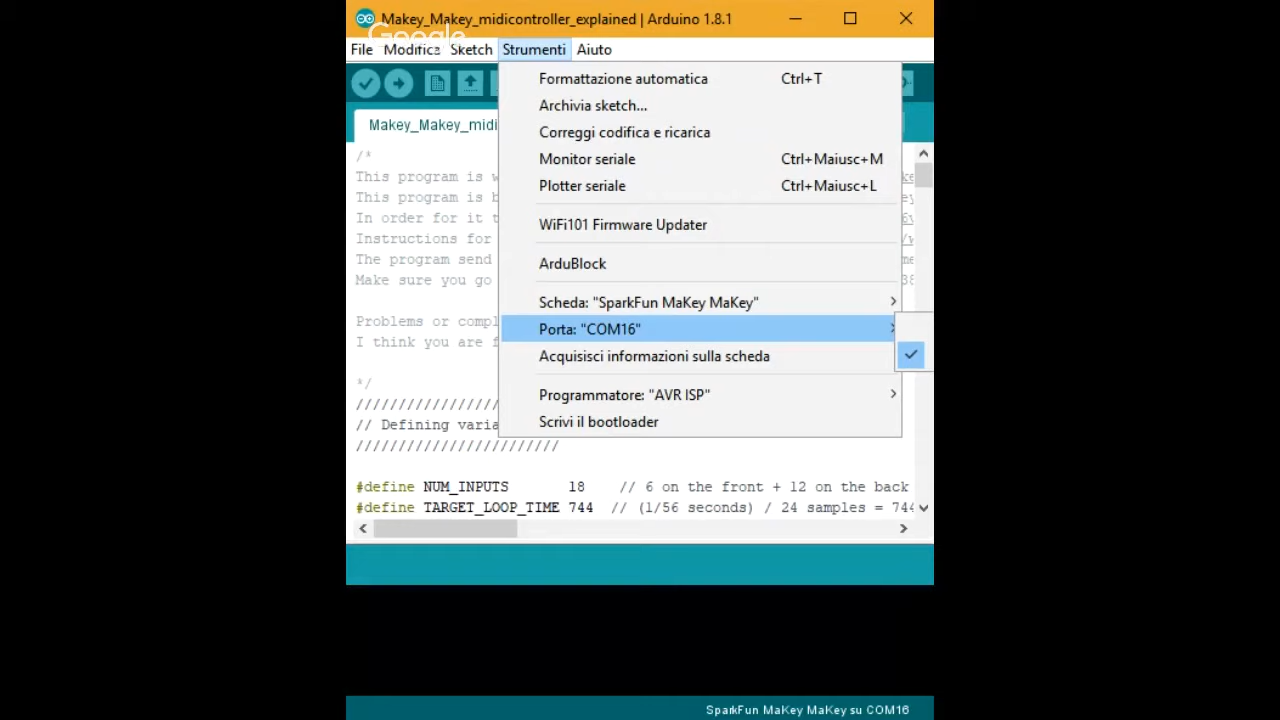 Makey_Makey_midicontroller_explained | Arduino 1.8.1
Google
File Modifica Sketch Strumenti Aiuto
Formattazione automatica Ctrl+T
Archivia sketch...
Makey_Makey_midi
Correggi codifica e ricarica
/*
Monitor seriale Ctrl+Maiusc+M
This program is
Plotter seriale Ctrl+Maiusc+L
This program is
In order for it
WiFi101 Firmware Updater
Instructions for
The program send
ArduBlock
Make sure you go
Scheda: "SparkFun MaKey MaKey"
Problems or
Porta: "COM16"
I think you are
Acquisisci informazioni sulla scheda
*/
Programmatore: "AVR ISP"
///////////////////
// Defining
Scrivi il bootloader
////////////////////////
#define NUM_INPUTS 18 // 6 on the front + 12 on the back
#define TARGET_LOOP_TIME 744 // (1/56 seconds) / 24 samples = 744
SparkFun MaKey MaKey su COM16